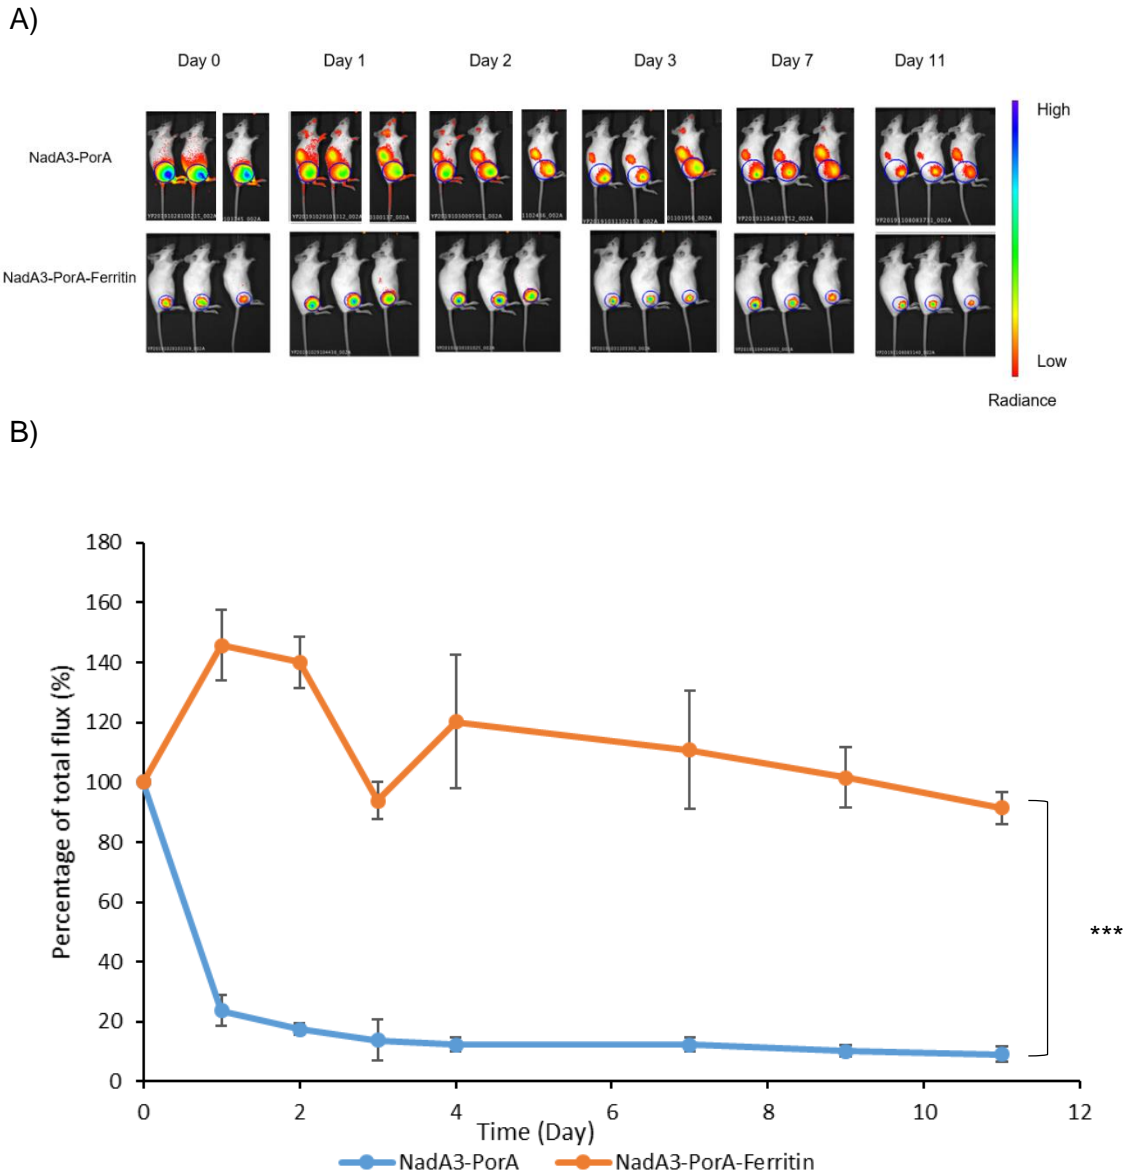 A)
Day 0 Day 1 Day 2 Day 3 Day 7 Day 11
High
NadA3-PorA
NadA3-PorA-Ferritin
Low
Radiance
B)
180
160
140
120
100
80
60
40
20
0
Percentage of total flux (%)
***
0 2 4 6 8 10 12
Time (Day)
NadA3-PorA NadA3-PorA-Ferritin